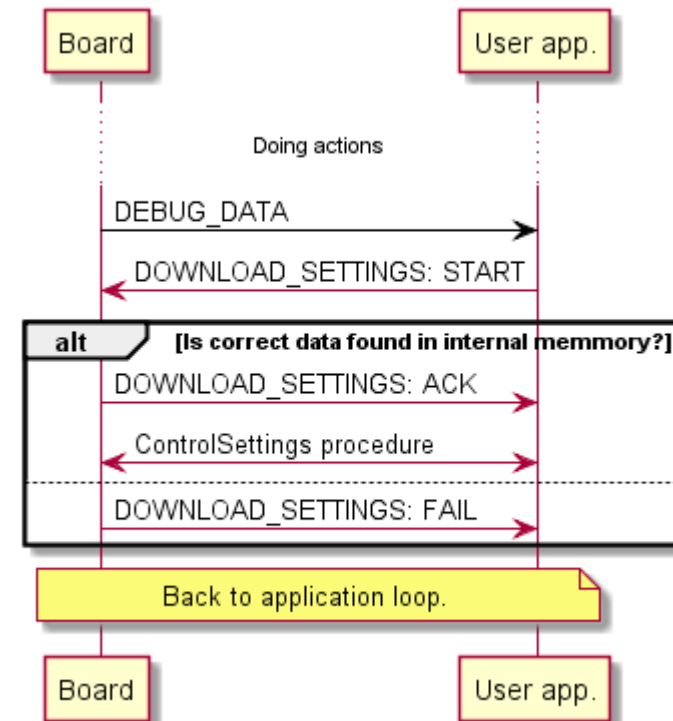 Board User app.
Doing actions
DEBUG_DATA
DOWNLOAD_SETTINGS: START
alt [Is correct data found in internal memmory?]
DOWNLOAD_SETTINGS: ACK
ControlSettings procedure
DOWNLOAD_SETTINGS: FAIL
Back to application loop.
Board User app.